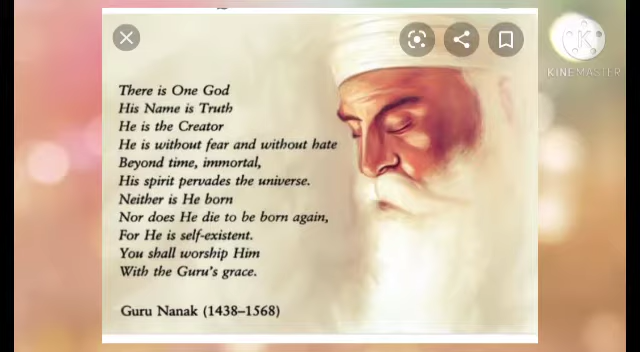 There is One God
His Name is Truth
He is the Creator
He is without fear and without hate
Beyond time, immortal,
His spirit pervades the universe.
Neither is He born
Nor does He die to be born again,
For He is self-existent.
You shall worship Him
With the Guru's grace.
Guru Nanak (1438–1568)
K
KINEMASTER